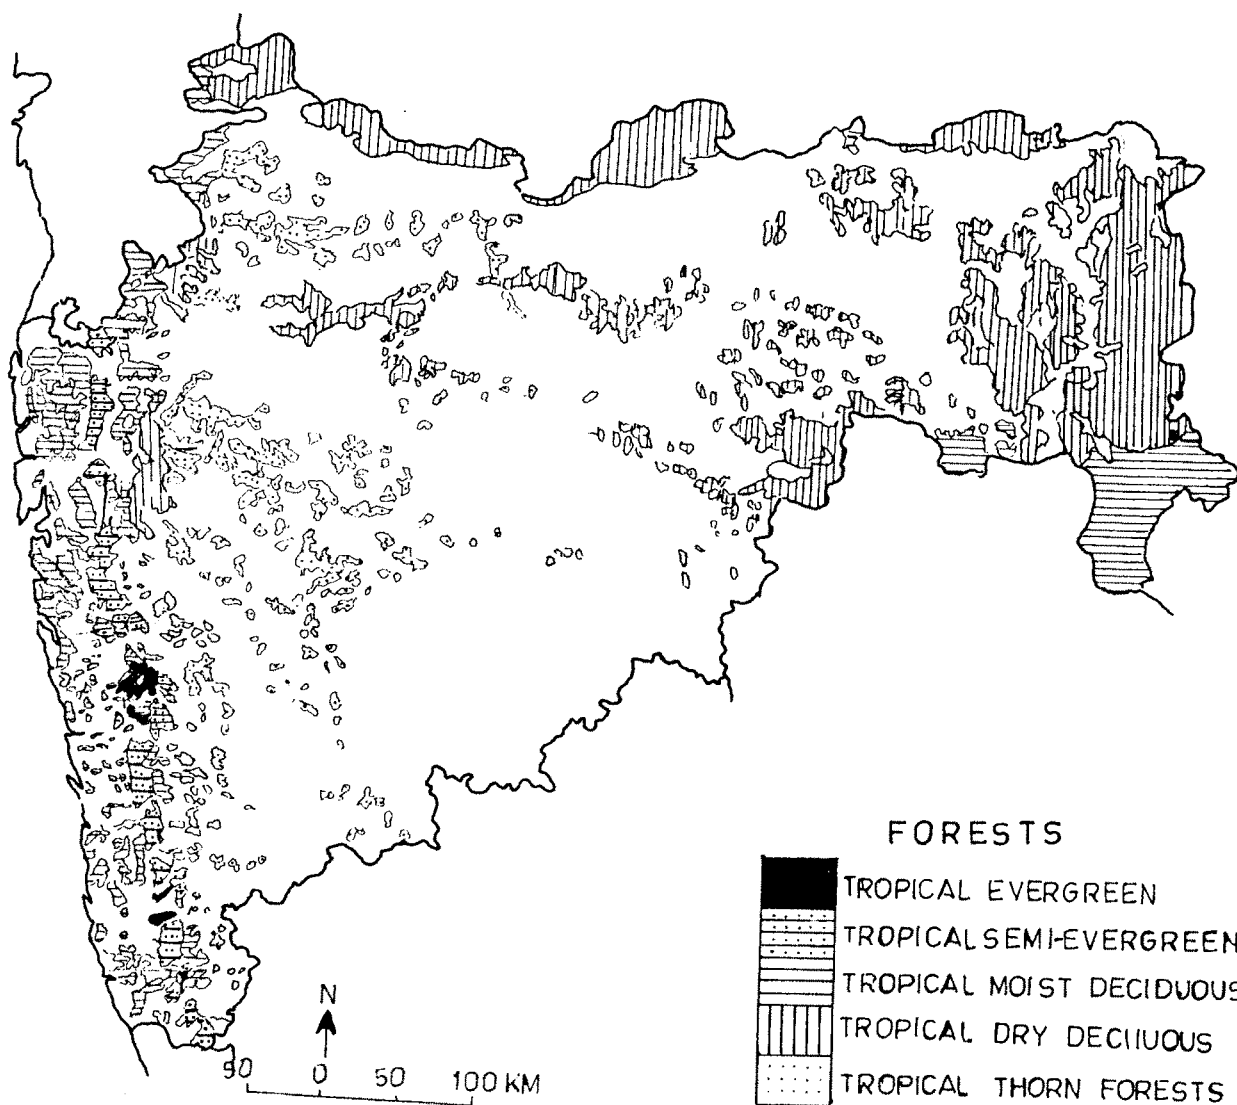 FORESTS
TROPICAL EVERGREEN
TROPICAL SEMI-EVERGREEN
TROPICAL MOIST DECIDUOUS
TROPICAL DRY DECIIUOUS
TROPICAL THORN FORESTS
N
50 0 50 100 KM